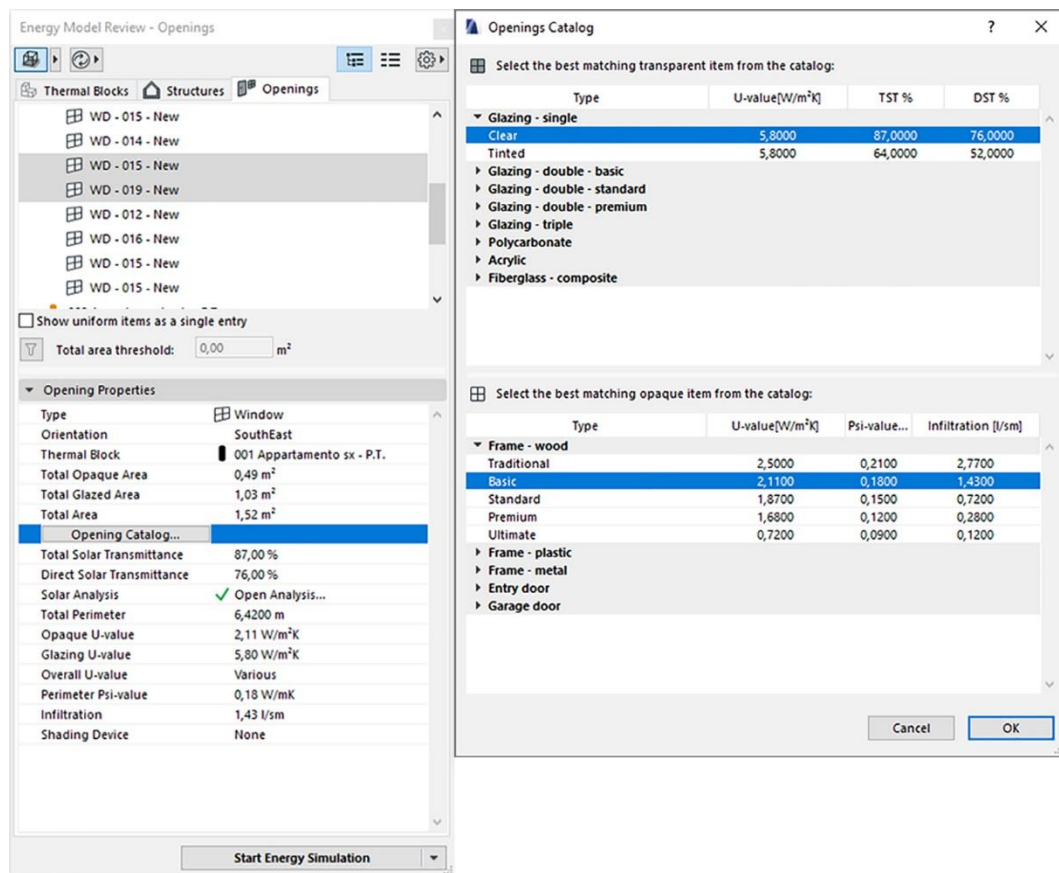 Energy Model Review - Openings
Thermal Blocks Structures Openings
WD - 015 - New
WD - 014 - New
WD - 015 - New
WD - 019 - New
WD - 012 - New
WD - 016 - New
WD - 015 - New
WD - 015 - New
Show uniform items as a single entry
Total area threshold: 0,00 m²
Opening Properties
Type Window
Orientation SouthEast
Thermal Block 001 Appartamento sx - P.T.
Total Opaque Area 0,49 m²
Total Glazed Area 1,03 m²
Total Area 1,52 m²
Opening Catalog...
Total Solar Transmittance 87,00 %
Direct Solar Transmittance 76,00 %
Solar Analysis Open Analysis...
Total Perimeter 6,4200 m
Opaque U-value 2,11 W/m²K
Glazing U-value 5,80 W/m²K
Overall U-value Various
Perimeter Psi-value 0,18 W/mK
Infiltration 1,43 l/sm
Shading Device None
Start Energy Simulation
Openings Catalog ?
Select the best matching transparent item from the catalog:
Type U-value[W/m²K] TST % DST %
Glazing - single
Clear 5,8000 87,0000 76,0000
Tinted 5,8000 64,0000 52,0000
Glazing - double - basic
Glazing - double - standard
Glazing - double - premium
Glazing - triple
Polycarbonate
Acrylic
Fiberglass - composite
Select the best matching opaque item from the catalog:
Type U-value[W/m²K] Psi-value... Infiltration [l/sm]
Frame - wood
Traditional 2,5000 0,2100 2,7700
Basic 2,1100 0,1800 1,4300
Standard 1,8700 0,1500 0,7200
Premium 1,6800 0,1200 0,2800
Ultimate 0,7200 0,0900 0,1200
Frame - plastic
Frame - metal
Entry door
Garage door
Cancel OK